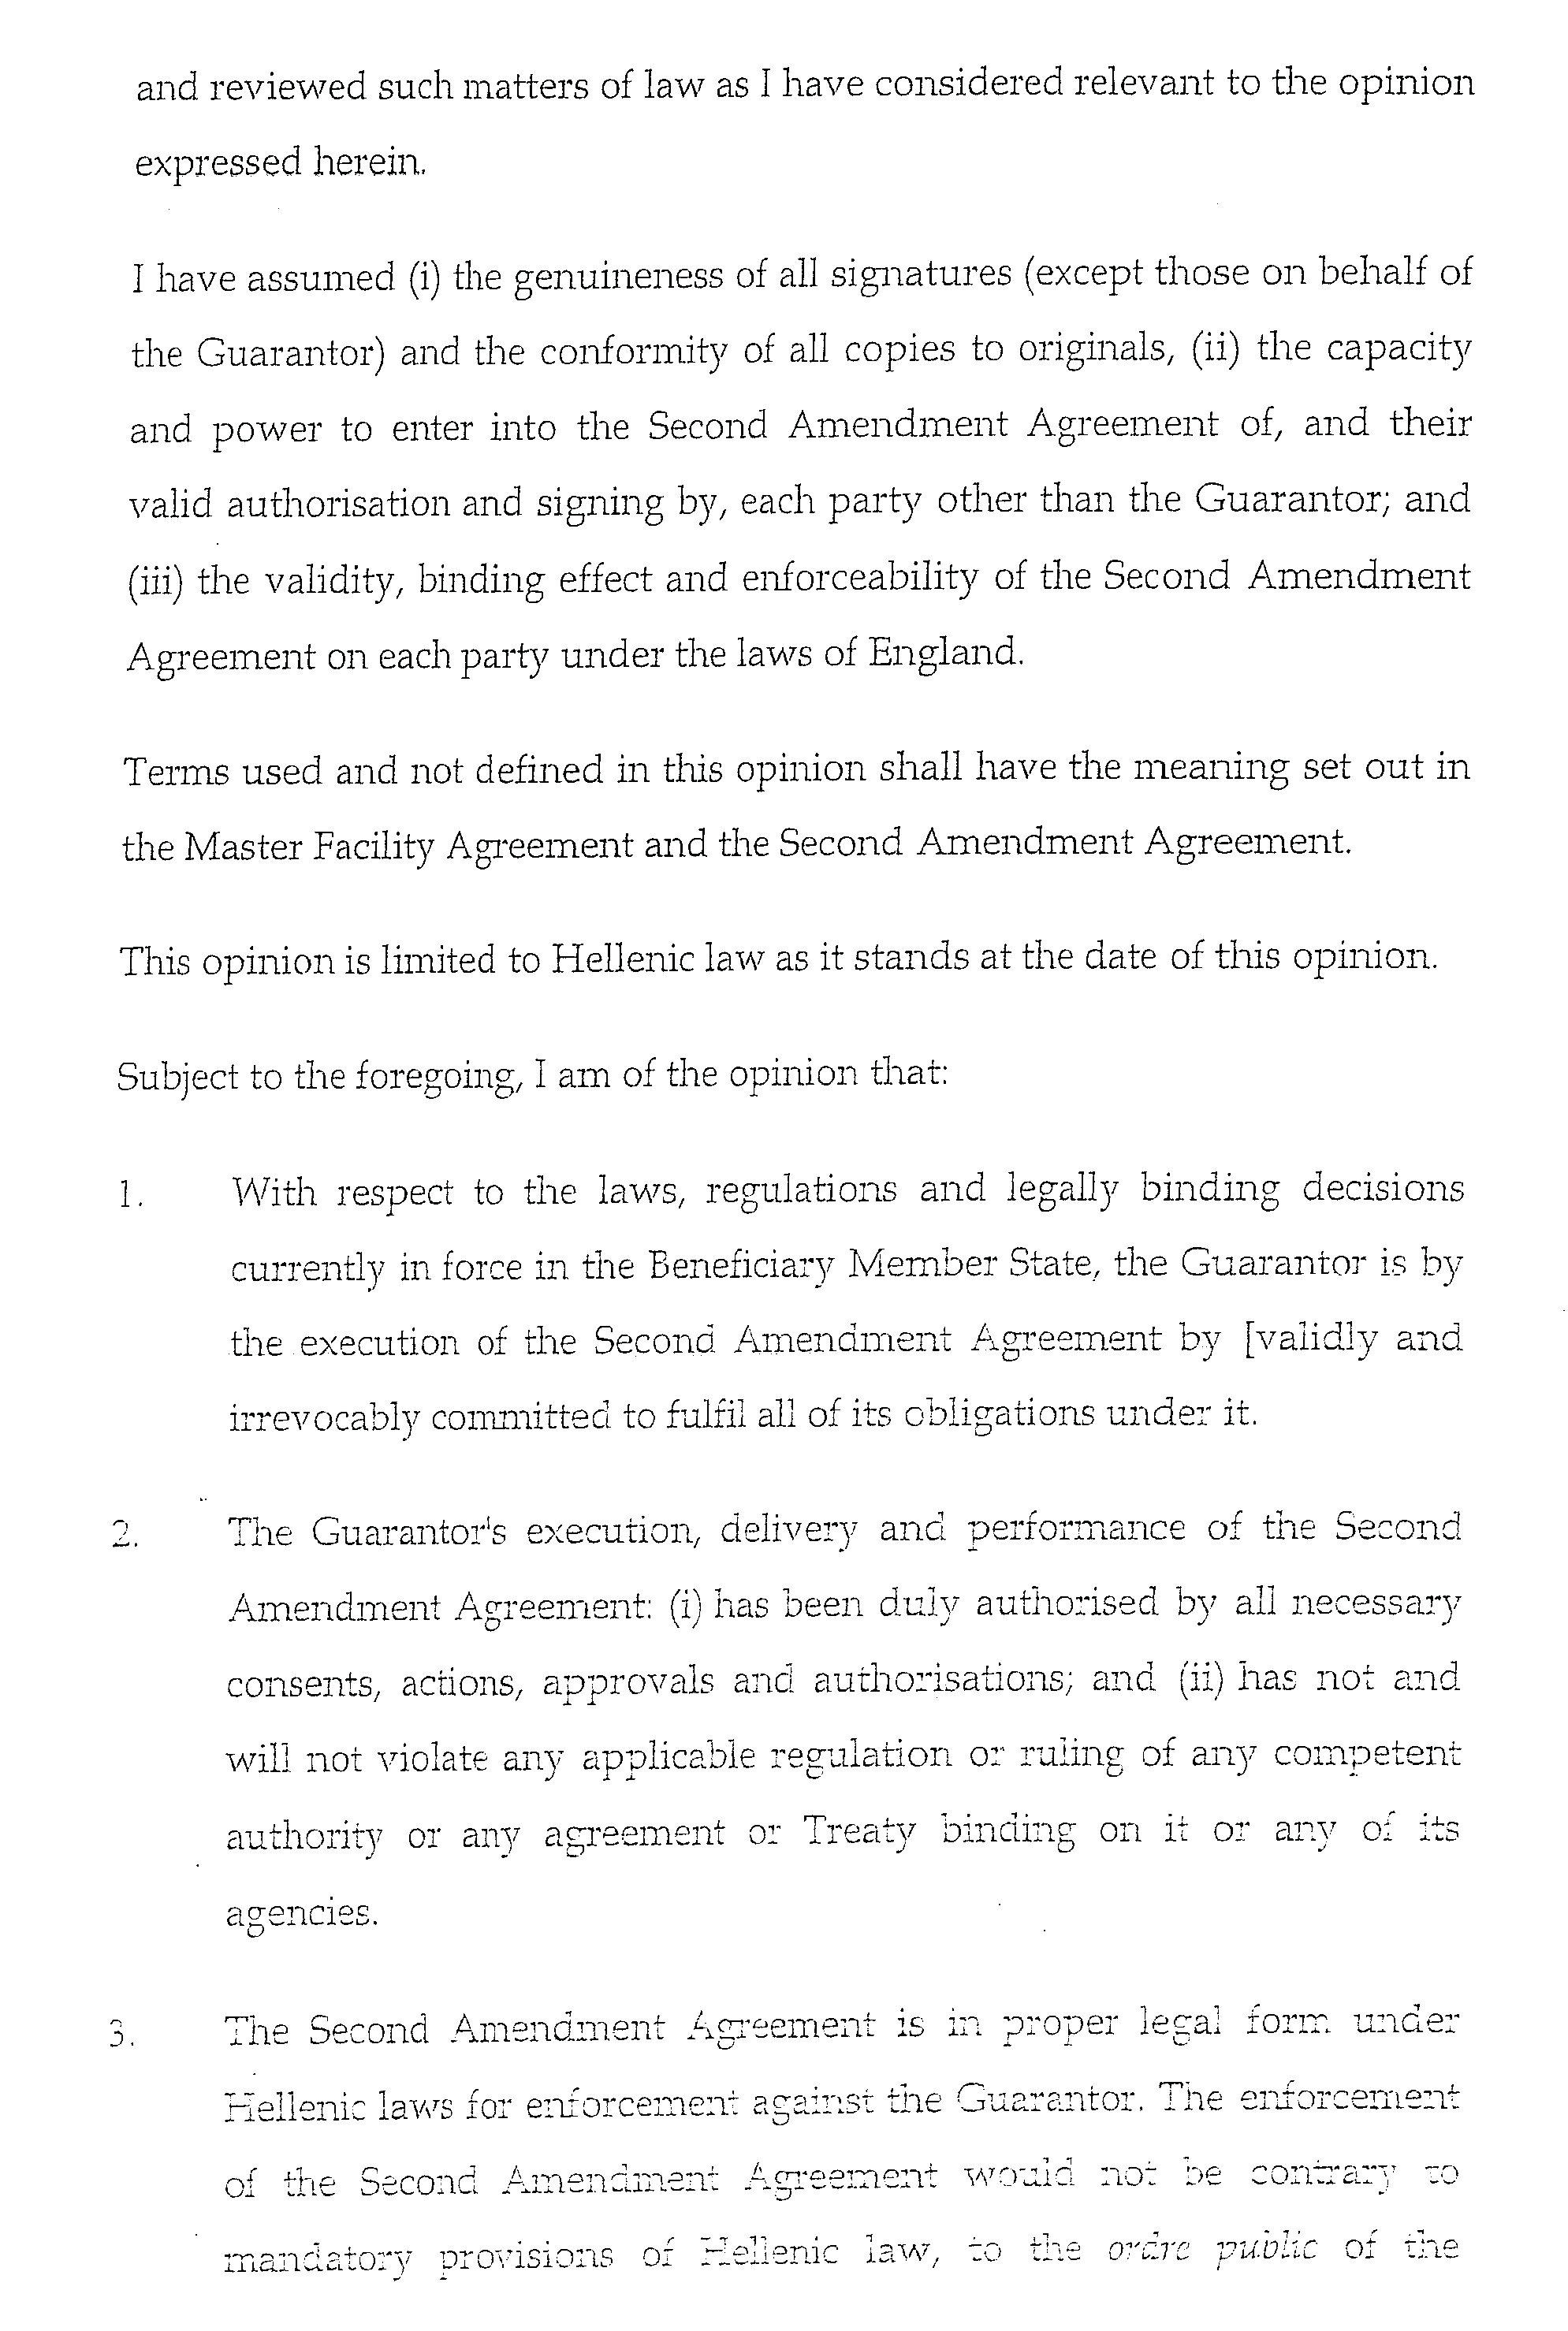 and reviewed such matters of law as I have considered relevant to the opinion
expressed herein.
I have assumed (i) the genuineness of all signatures (except those on behalf of
the Guarantor) and the conformity of all copies to originals, (ii) the capacity
and power to enter into the Second Amendment Agreement of, and their
valid authorisation and signing by, each party other than the Guarantor; and
(iii) the validity, binding effect and enforceability of the Second Amendment
Agreement on each party under the laws of England.
Terms used and not defined in this opinion shall have the meaning set out in
the Master Facility Agreement and the Second Amendment Agreement.
This opinion is limited to Hellenic law as it stands at the date of this opinion.
Subject to the foregoing, I am of the opinion that:
1. With respect to the laws, regulations and legally binding decisions
currently in force in the Beneficiary Member State, the Guarantor is by
the execution of the Second Amendment Agreement by [validly and
irrevocably committed to fulfil all of its obligations under it.
2. The Guarantor's execution, delivery and performance of the Second
Amendment Agreement: (i) has been duly authorised by all necessary
consents, actions, approvals and authorisations; and (ii) has not and
will not violate any applicable regulation or ruling of any competent
authority or any agreement or Treaty binding on it or any of its
agencies.
3. The Second Amendment Agreement is in proper legal form under
Hellenic laws for enforcement against the Guarantor. The enforcement
of the Second Amendment Agreement would not be contrary to
mandatory provisions of Hellenic law, to the ordre public of the